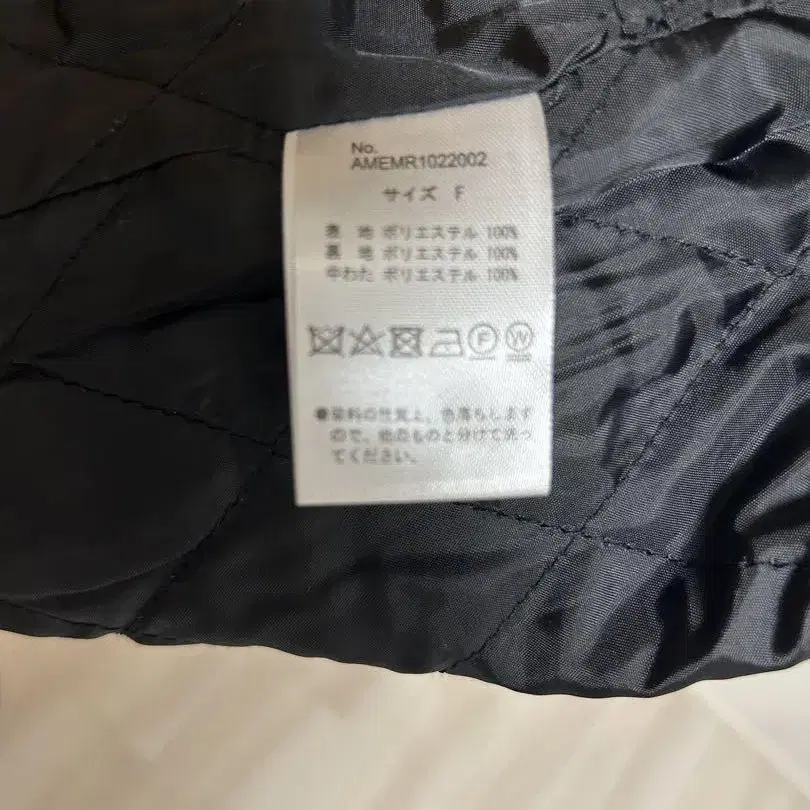 No.
AMEMR1022002
サイズ F
表 地 ポリエステル 100%
裏 地 ポリエステル 100%
中わた ポリエステル 100%
F W
●染料の性質上、色落ちします
ので、他のものと分けて洗っ
てください。